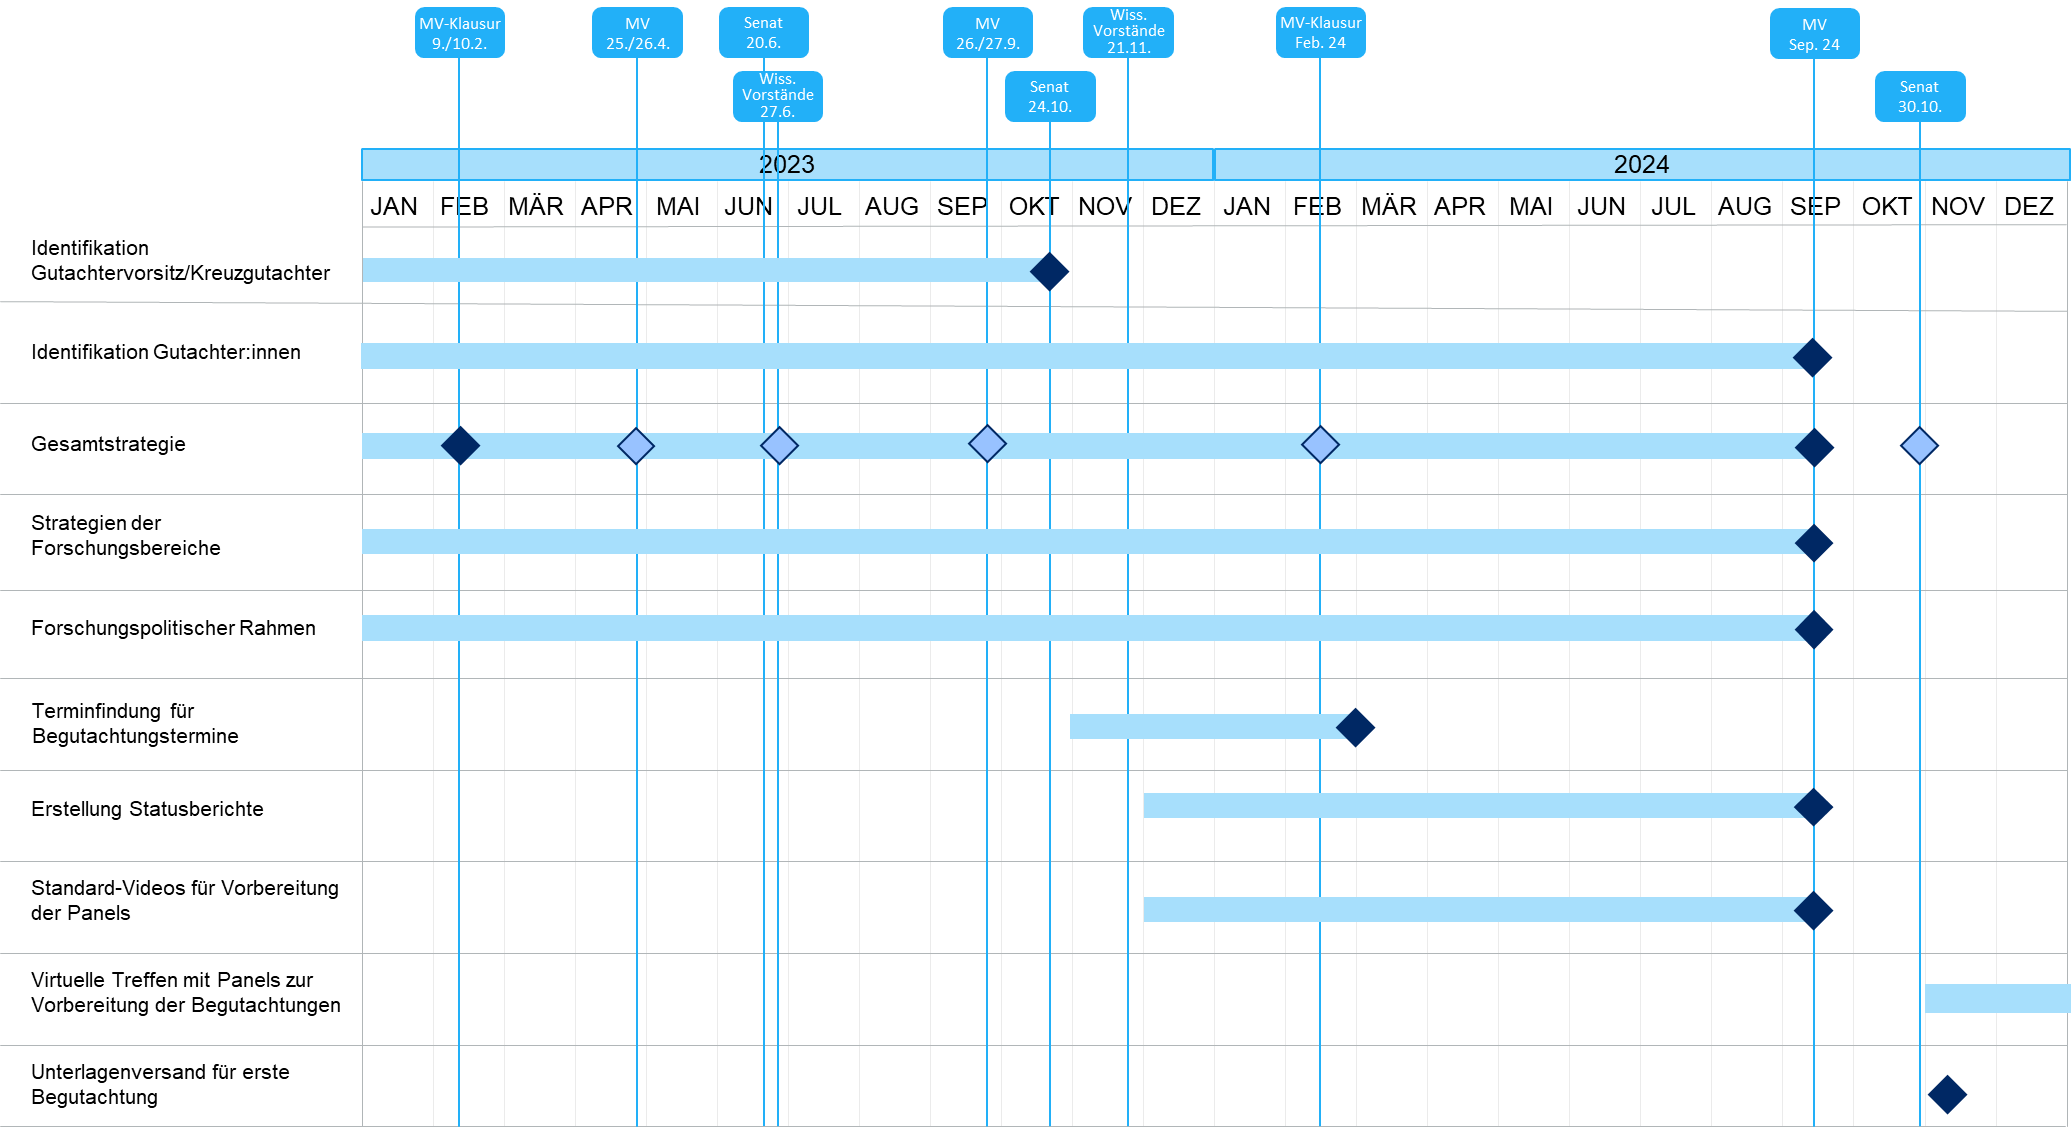 MV-Klausur
9./10.2.
MV
25./26.4.
Senat
20.6.
MV
26./27.9.
Wiss.
Vorstände
21.11.
MV-Klausur
Feb. 24
MV
Sep. 24
Wiss.
Vorstände
27.6.
Senat
24.10.
Senat
30.10.
2023 2024
JAN FEB MÄR APR MAI JUN JUL AUG SEP OKT NOV DEZ JAN FEB MÄR APR MAI JUN JUL AUG SEP OKT NOV DEZ
Identifikation
Gutachtervorsitz/Kreuzgutachter
Identifikation Gutachter:innen
Gesamtstrategie
Strategien der
Forschungsbereiche
Forschungspolitischer Rahmen
Terminfindung für
Begutachtungstermine
Erstellung Statusberichte
Standard-Videos für Vorbereitung
der Panels
Virtuelle Treffen mit Panels zur
Vorbereitung der Begutachtungen
Unterlagenversand für erste
Begutachtung